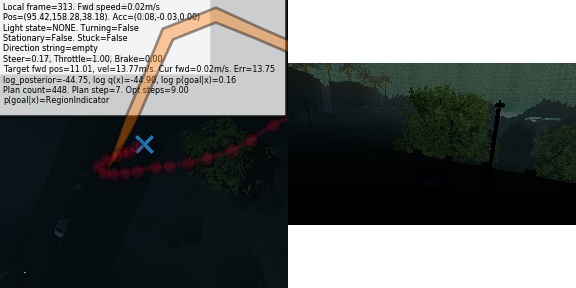 Local frame=313. Fwd speed=0.02m/s
Pos=(95.42,158.28,38.18). Acc=(0.08,-0.03,0.00)
Light state=NONE. Turning=False
Stationary=False. Stuck=False
Direction string=empty
Steer=0.17, Throttle=1.00, Brake=0.00
Target fwd pos=11.01, vel=13.77m/s. Cur fwd=0.02m/s. Err=13.75
log_posterior=-44.75, log q(x)=-44.90, log p(goal|x)=0.16
Plan count=448. Plan step=7. Opt steps=9.00
p(goal|x)=RegionIndicator